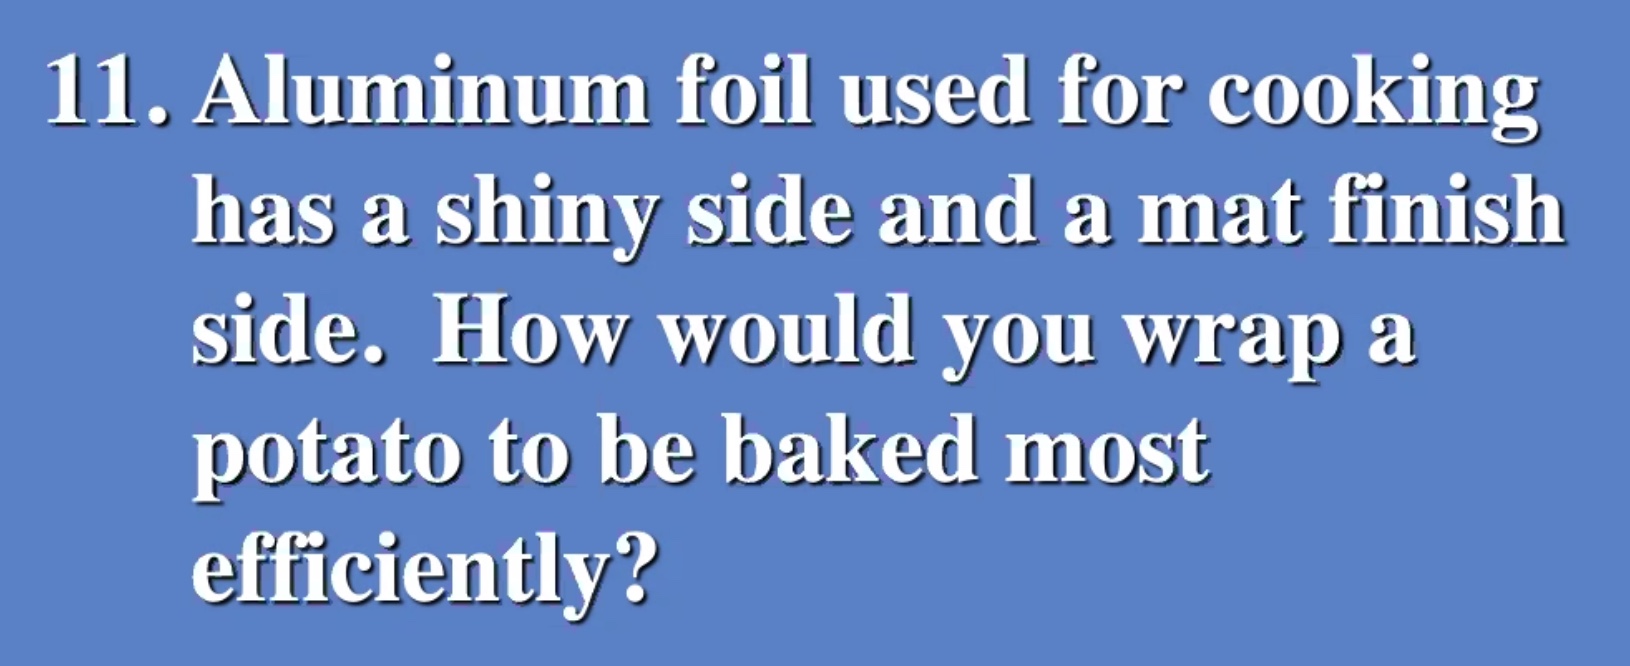 11. Aluminum foil used for cooking
has a shiny side and a mat finish
side.  How would you wrap a
potato to be baked most
efficiently?